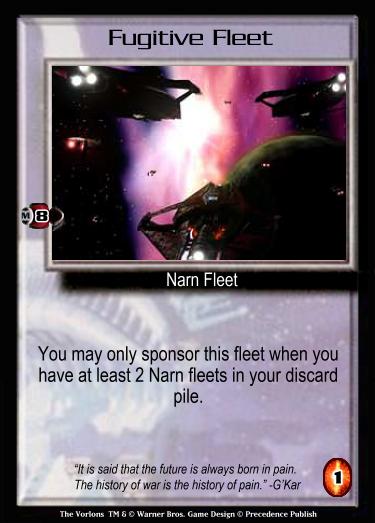 Fugitive Fleet
M 8
Narn Fleet
You may only sponsor this fleet when you
have at least 2 Narn fleets in your discard
pile.
"It is said that the future is always born in pain.
The history of war is the history of pain." -G'Kar
1
The Vorlons TM & © Warner Bros. Game Design © Precedence Publish